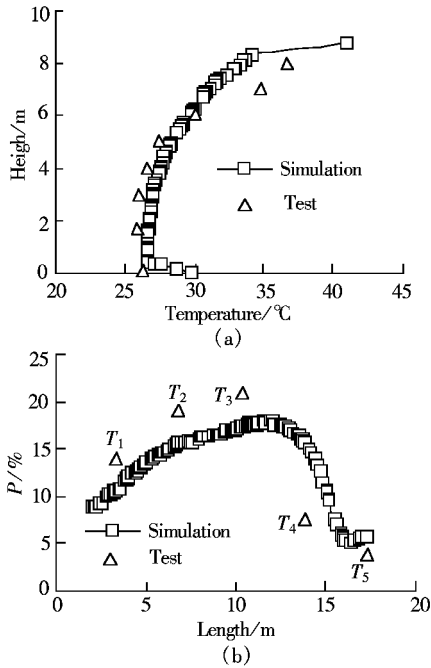 10
8
6
4
2
0
Heigh/m
Simulation
Test
20 25 30 35 40 45
Temperature/℃
(a)
25
20
15
10
5
0
P/%
T1
T2
T3
T4
T5
Simulation
Test
0 5 10 15 20
Length/m
(b)